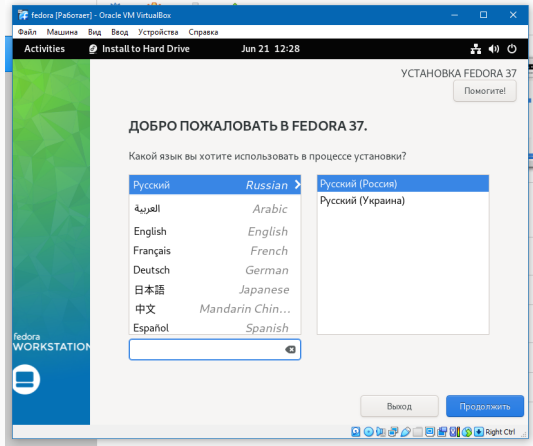 fedora [Работает] - Oracle VM VirtualBox
Файл Машина Вид Ввод Устройства Справка
Activities Install to Hard Drive Jun 21 12:28
УСТАНОВКА FEDORA 37
Помогите!
ДОБРО ПОЖАЛОВАТЬ В FEDORA 37.
Какой язык вы хотите использовать в процессе установки?
Русский Russian
العربية Arabic
English English
Français French
Deutsch German
日本語 Japanese
中文 Mandarin Chin...
Español Spanish
Русский (Россия)
Русский (Украина)
fedora
WORKSTATION
Выход Продолжить
Right Ctrl